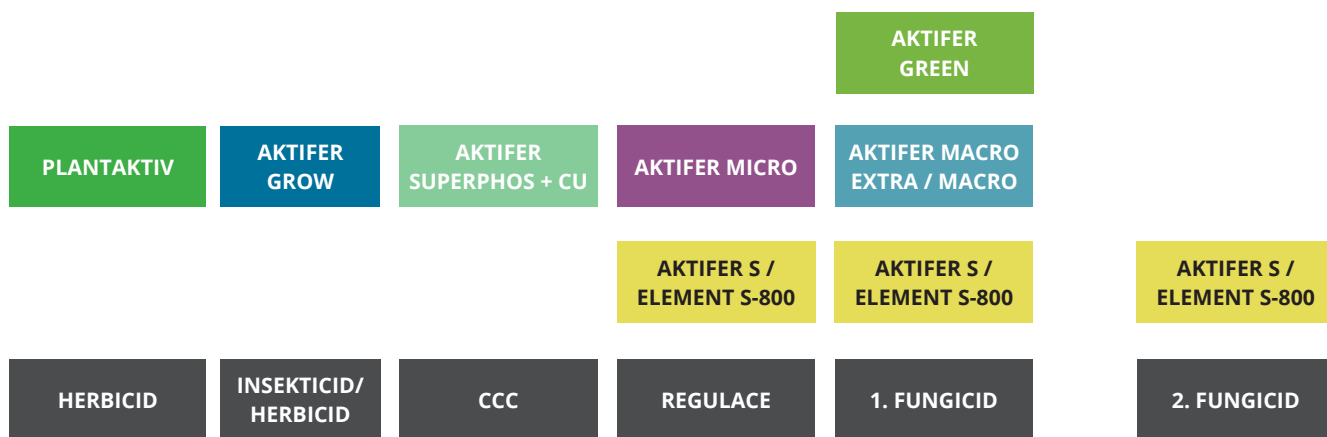 AKTIFER
GREEN
PLANTAKTIV
AKTIFER
GROW
AKTIFER
SUPERPHOS + CU
AKTIFER MICRO
AKTIFER MACRO
EXTRA / MACRO
AKTIFER S /
ELEMENT S-800
AKTIFER S /
ELEMENT S-800
AKTIFER S /
ELEMENT S-800
HERBICID
INSEKTICID/
HERBICID
CCC
REGULACE
1. FUNGICID
2. FUNGICID